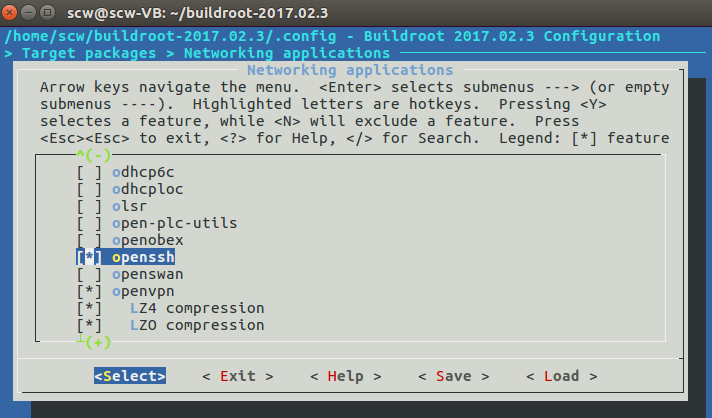 scw@scw-VB: ~/buildroot-2017.02.3
/home/scw/buildroot-2017.02.3/.config - Buildroot 2017.02.3 Configuration
> Target packages > Networking applications
Networking applications
Arrow keys navigate the menu.  <Enter> selects submenus ---> (or empty
submenus ----).  Highlighted letters are hotkeys.  Pressing <Y>
selectes a feature, while <N> will exclude a feature.  Press
<Esc><Esc> to exit, <?> for Help, </> for Search.  Legend: [*] feature
^(-)
[ ] odhcp6c
[ ] odhcploc
[ ] olsr
[ ] open-plc-utils
[ ] openobex
[*] openssh
[ ] openswan
[*] openvpn
[*]   LZ4 compression
[*]   LZO compression
┴(+)
<Select>    < Exit >    < Help >    < Save >    < Load >